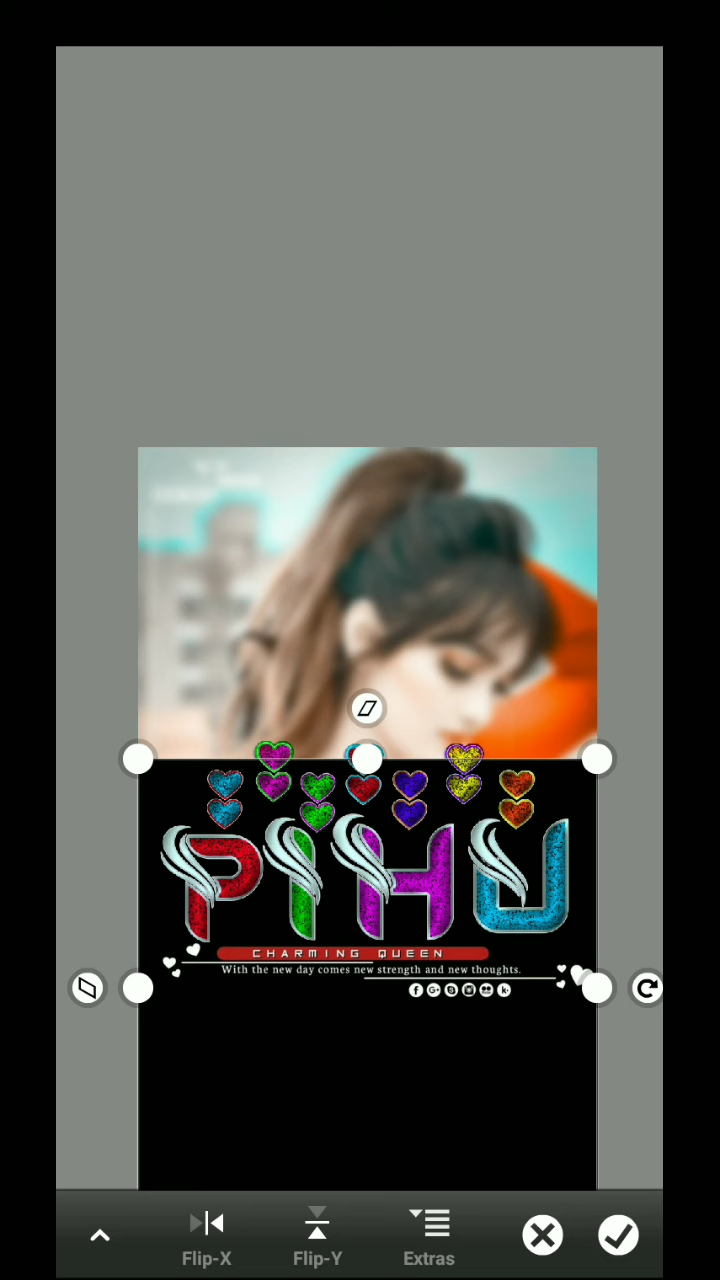 PIHU
CHARMING QUEEN
With the new day comes new strength and new thoughts.
f G+ S k
Flip-X Flip-Y Extras